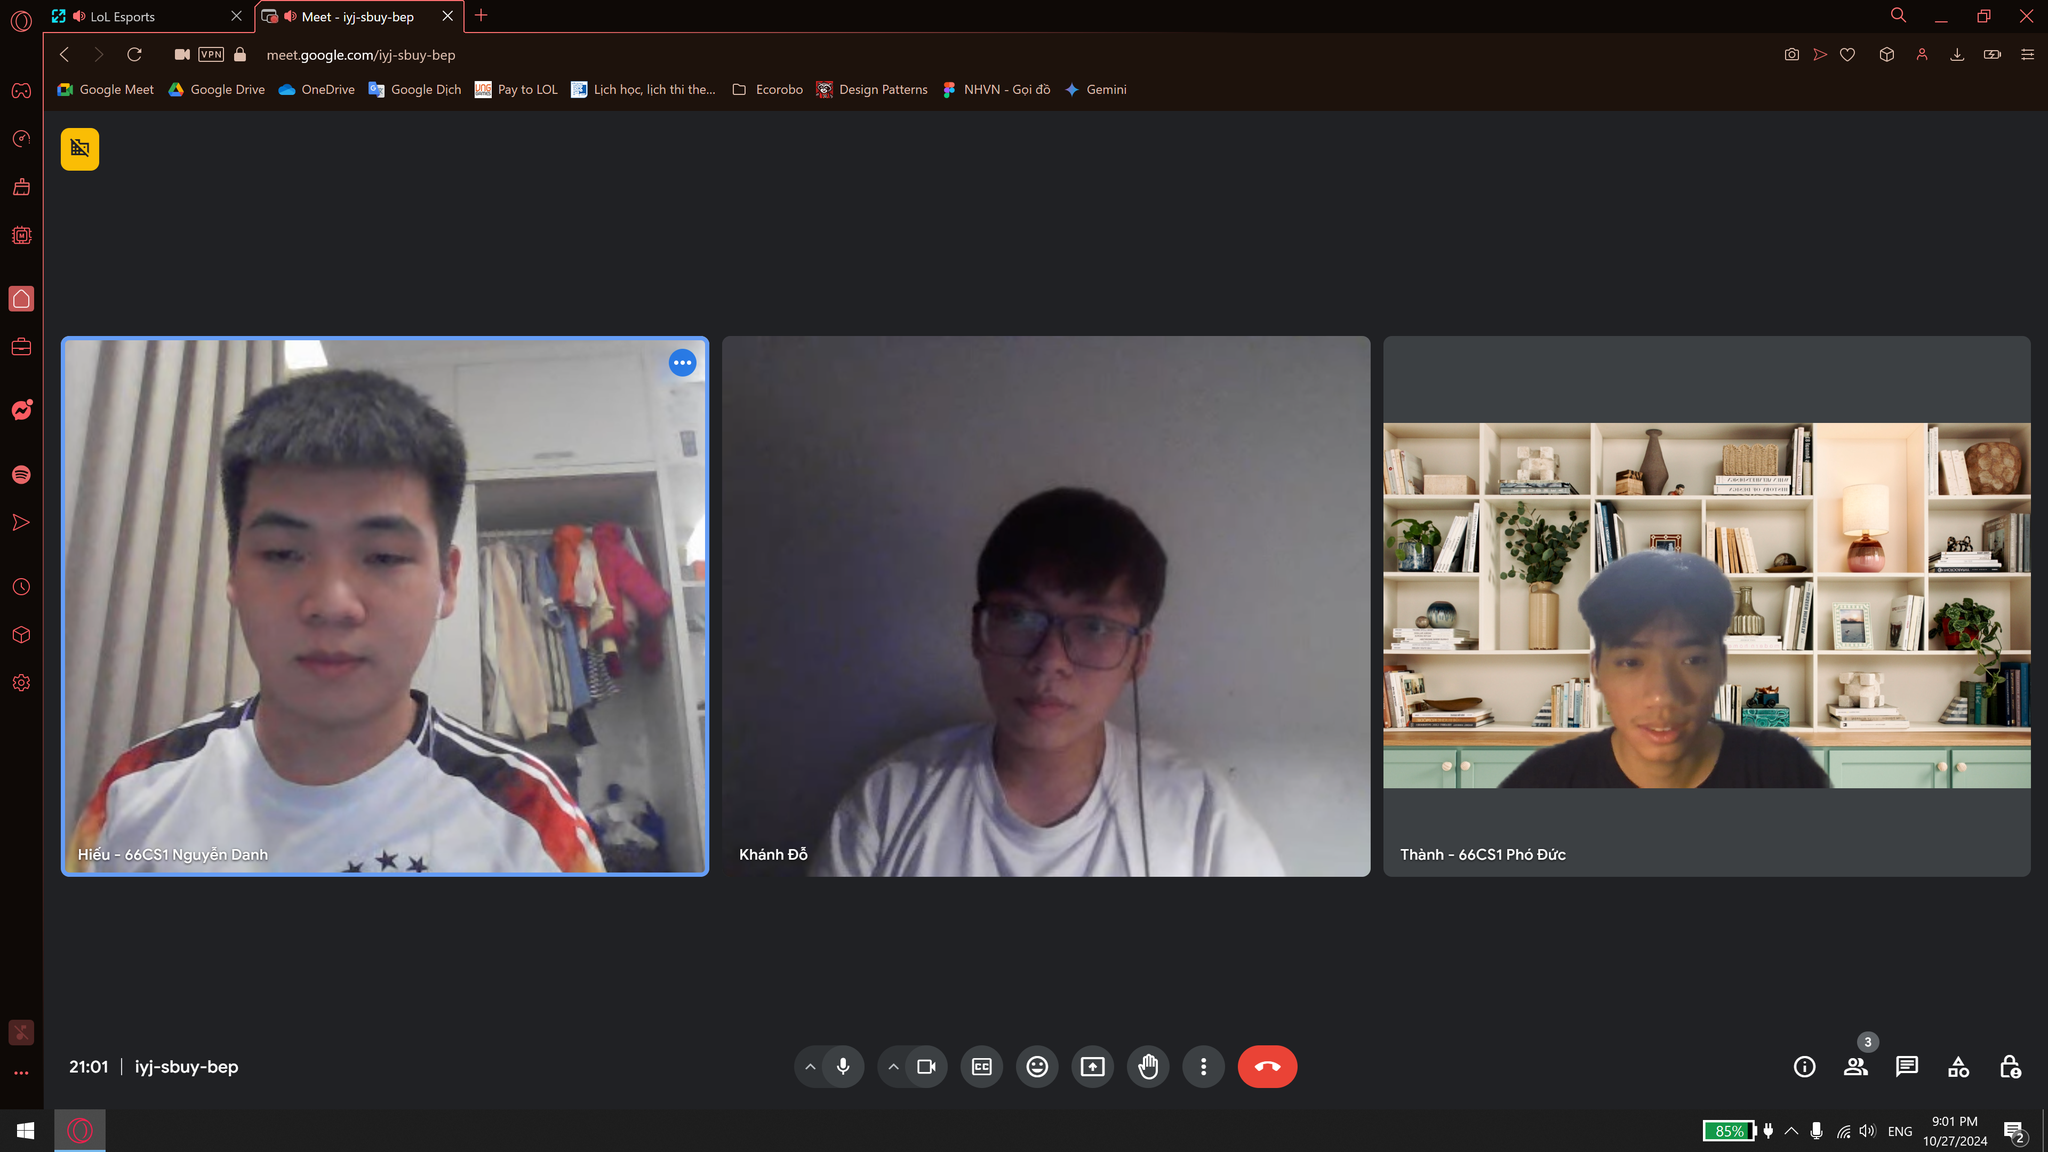 LoL Esports
Meet - iyj-sbuy-bep
VPN
meet.google.com/iyj-sbuy-bep
Google Meet
Google Drive
OneDrive
Google Dịch
VNG GAMES
Pay to LOL
Lịch học, lịch thi the...
Ecorobo
Design Patterns
NHVN - Gọi đồ
Gemini
Hiếu - 66CS1 Nguyễn Danh
Khánh Đỗ
Thành - 66CS1 Phó Đức
21:01
iyj-sbuy-bep
3
85%
ENG
9:01 PM
10/27/2024
2